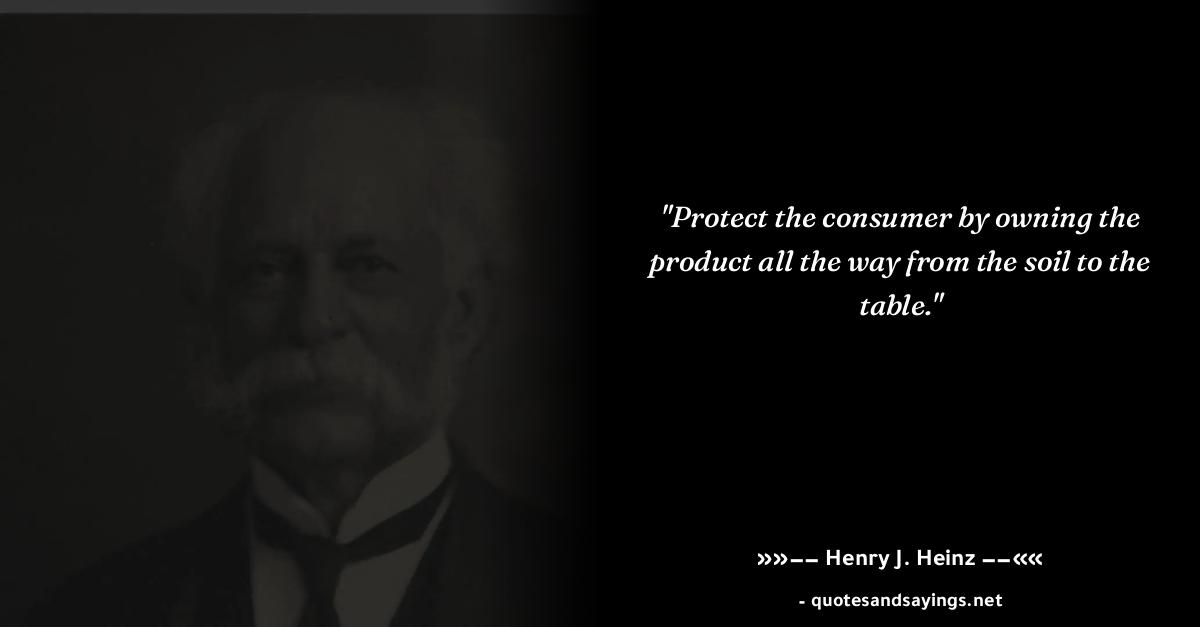 "Protect the consumer by owning the
product all the way from the soil to the
table."
»»−− Henry J. Heinz −−««
- quotesandsayings.net